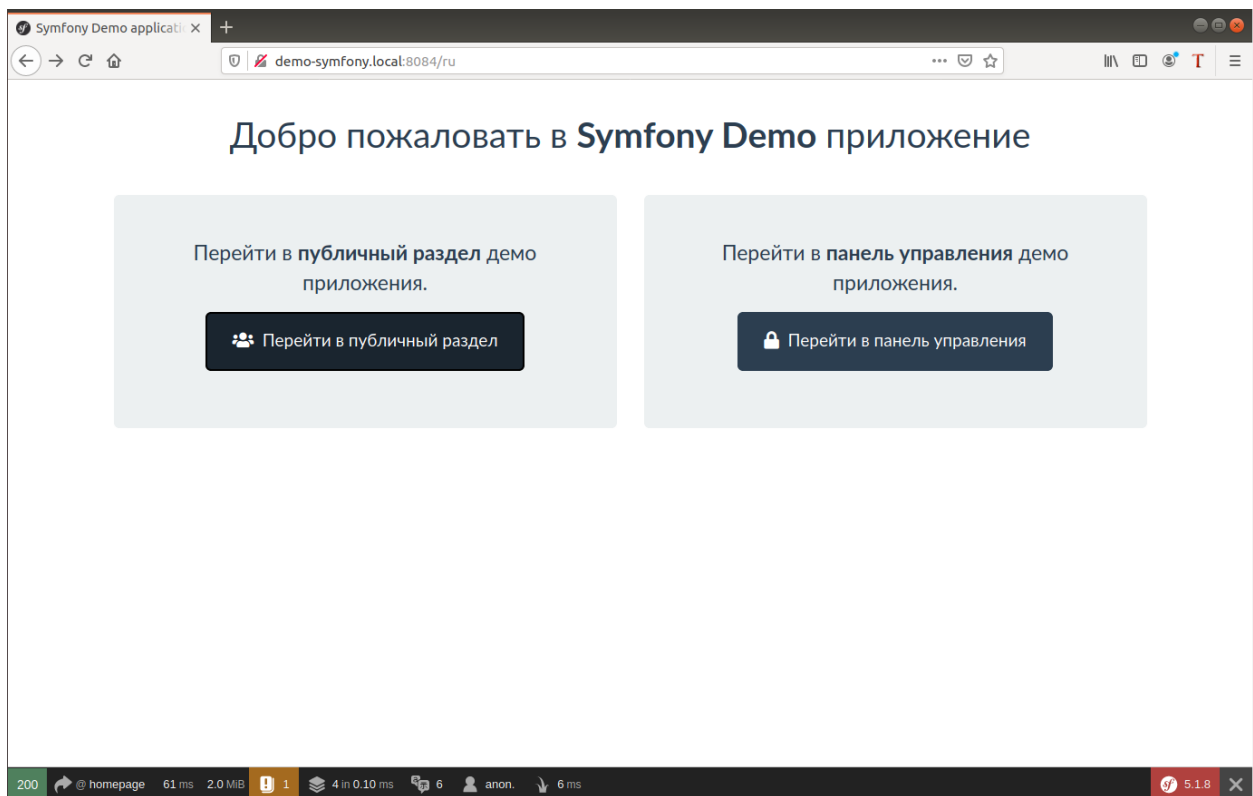 Symfony Demo applicati
demo-symfony.local:8084/ru
Добро пожаловать в Symfony Demo приложение
Перейти в публичный раздел демо
приложения.
Перейти в публичный раздел
Перейти в панель управления демо
приложения.
Перейти в панель управления
200 @ homepage 61 ms 2.0 MiB 1 4 in 0.10 ms 6 anon. 6 ms sf 5.1.8